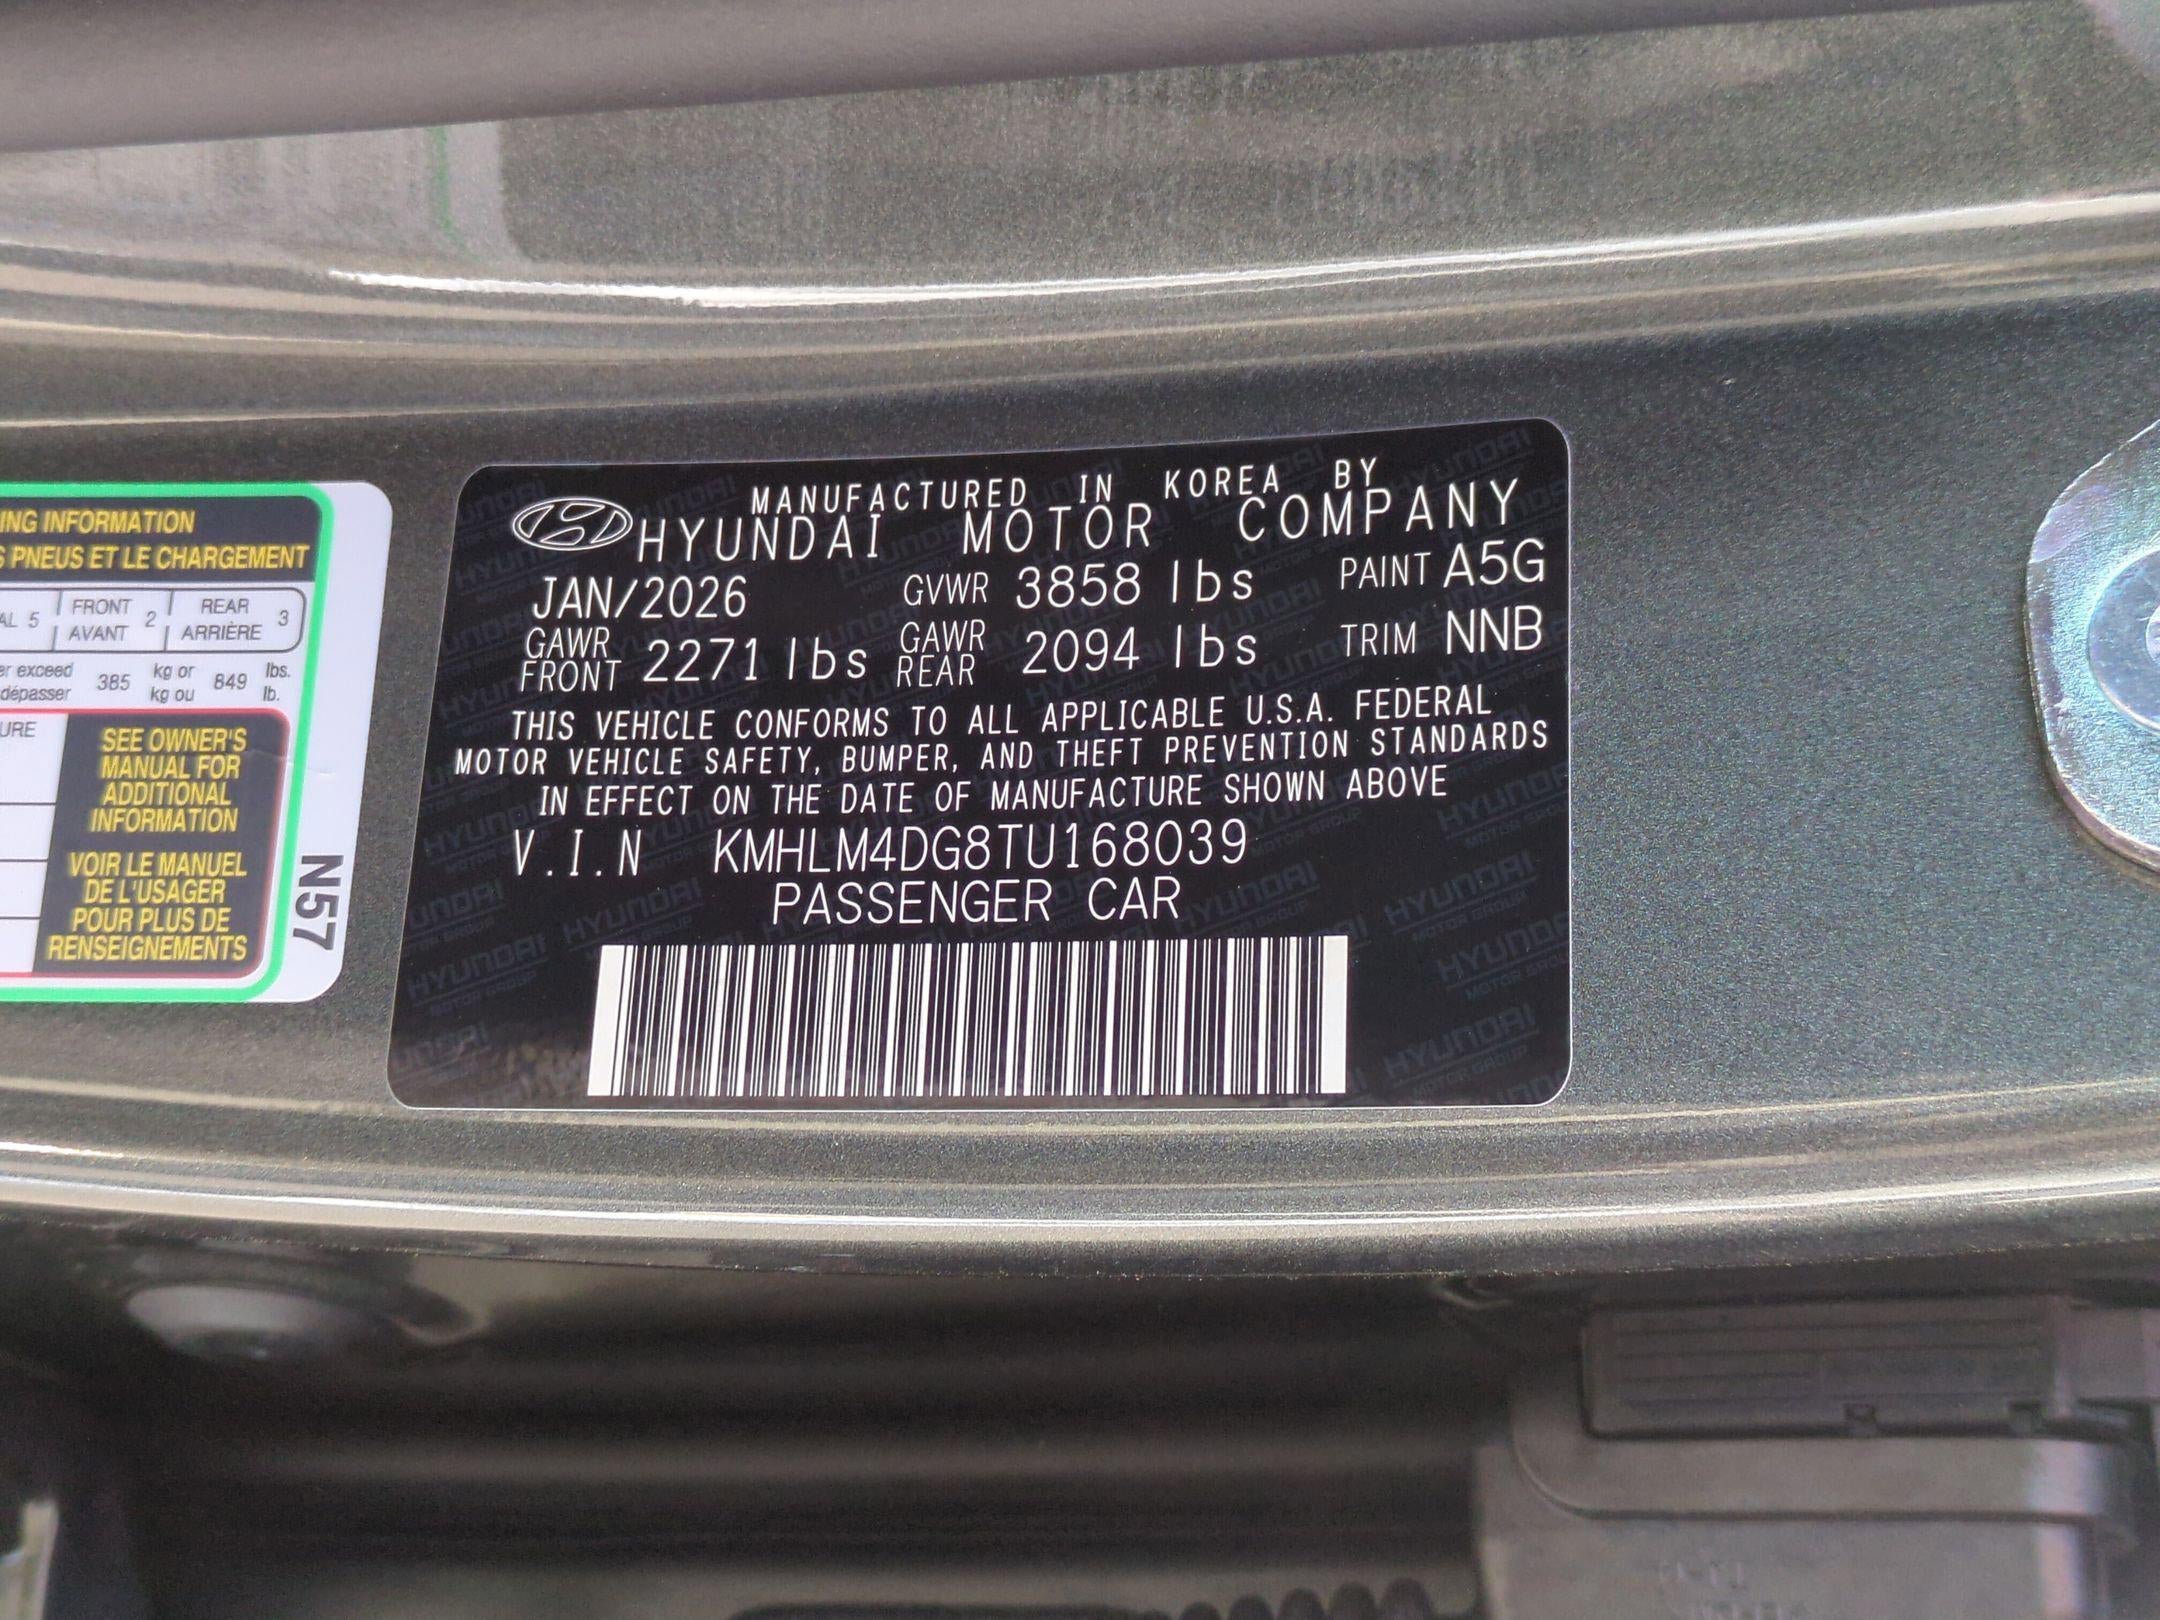 ING INFORMATION
S PNEUS ET LE CHARGEMENT
AL 5 FRONT AVANT 2 REAR ARRIÈRE 3
er exceed 385 kg or 849 lbs.
dépasser kg ou lb.
URE
SEE OWNER'S
MANUAL FOR
ADDITIONAL
INFORMATION
VOIR LE MANUEL
DE L'USAGER
POUR PLUS DE
RENSEIGNEMENTS
N57
MANUFACTURED IN KOREA BY
HYUNDAI MOTOR COMPANY
JAN/2026 GVWR 3858 lbs PAINT A5G
GAWR FRONT 2271 lbs GAWR REAR 2094 lbs TRIM NNB
THIS VEHICLE CONFORMS TO ALL APPLICABLE U.S.A. FEDERAL
MOTOR VEHICLE SAFETY, BUMPER, AND THEFT PREVENTION STANDARDS
IN EFFECT ON THE DATE OF MANUFACTURE SHOWN ABOVE
V.I.N KMHLM4DG8TU168039
PASSENGER CAR